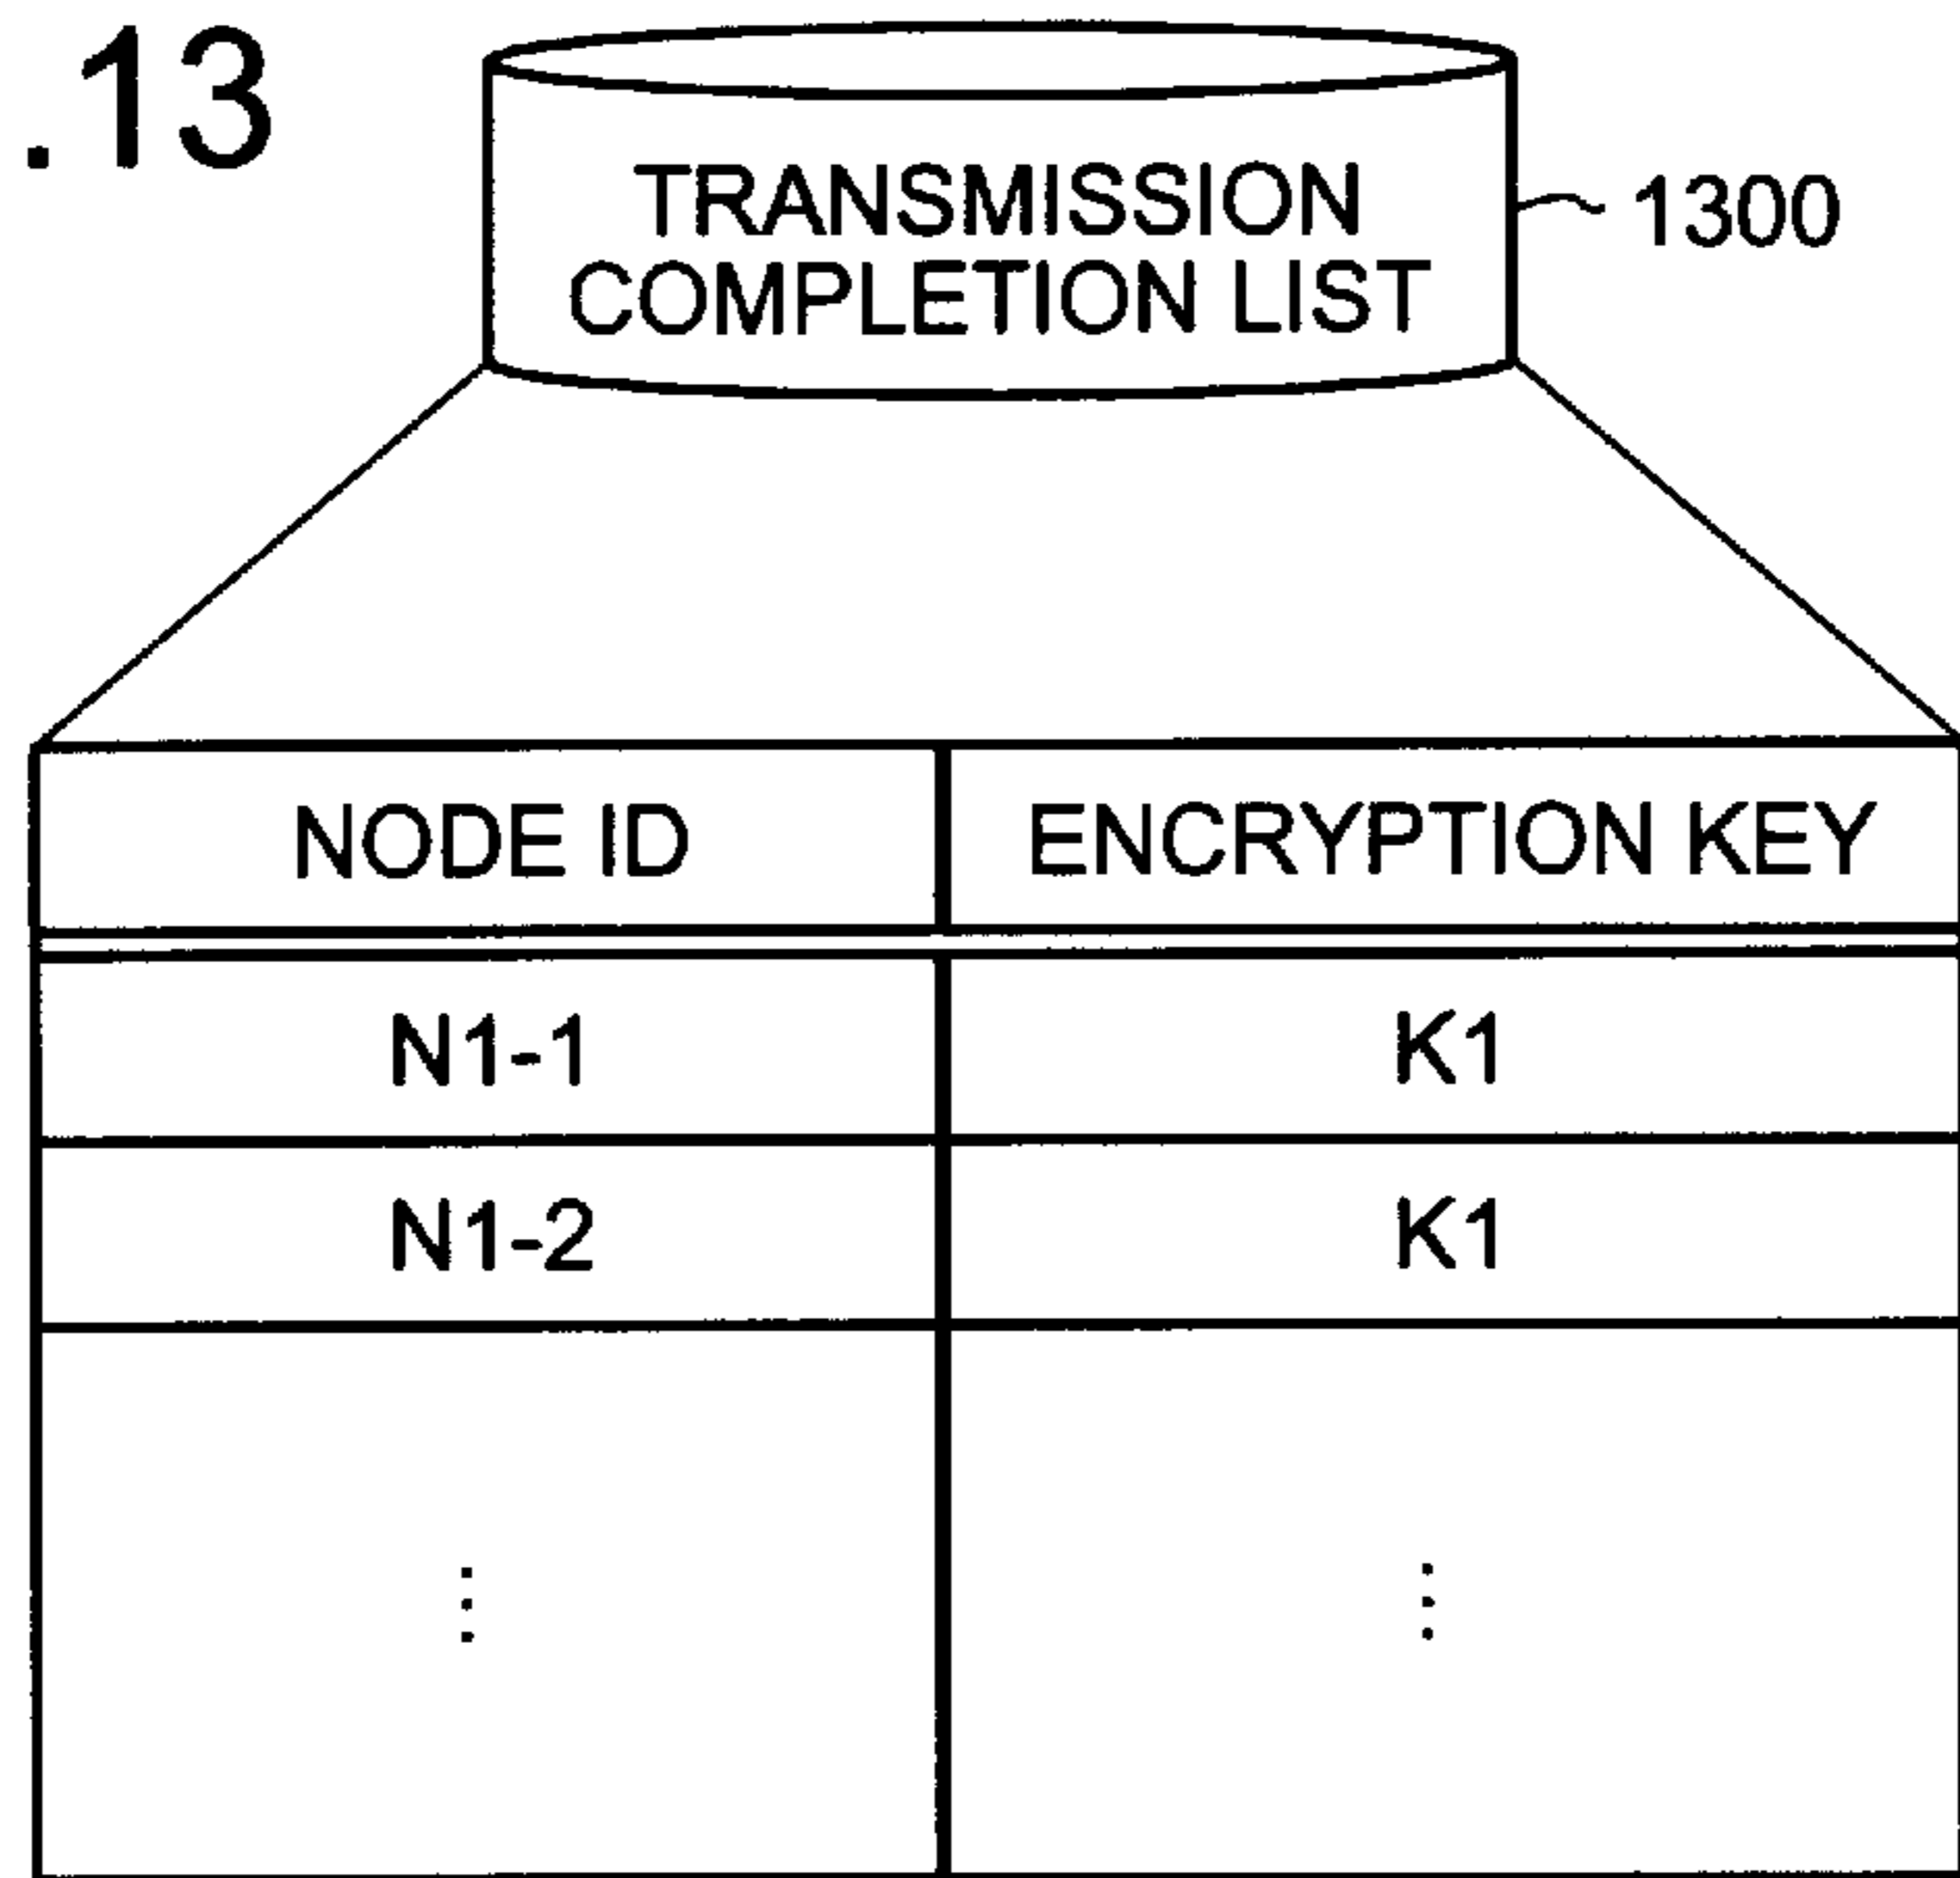 .13
TRANSMISSION
COMPLETION LIST
1300
NODE ID
ENCRYPTION KEY
N1-1
K1
N1-2
K1
⋮
⋮